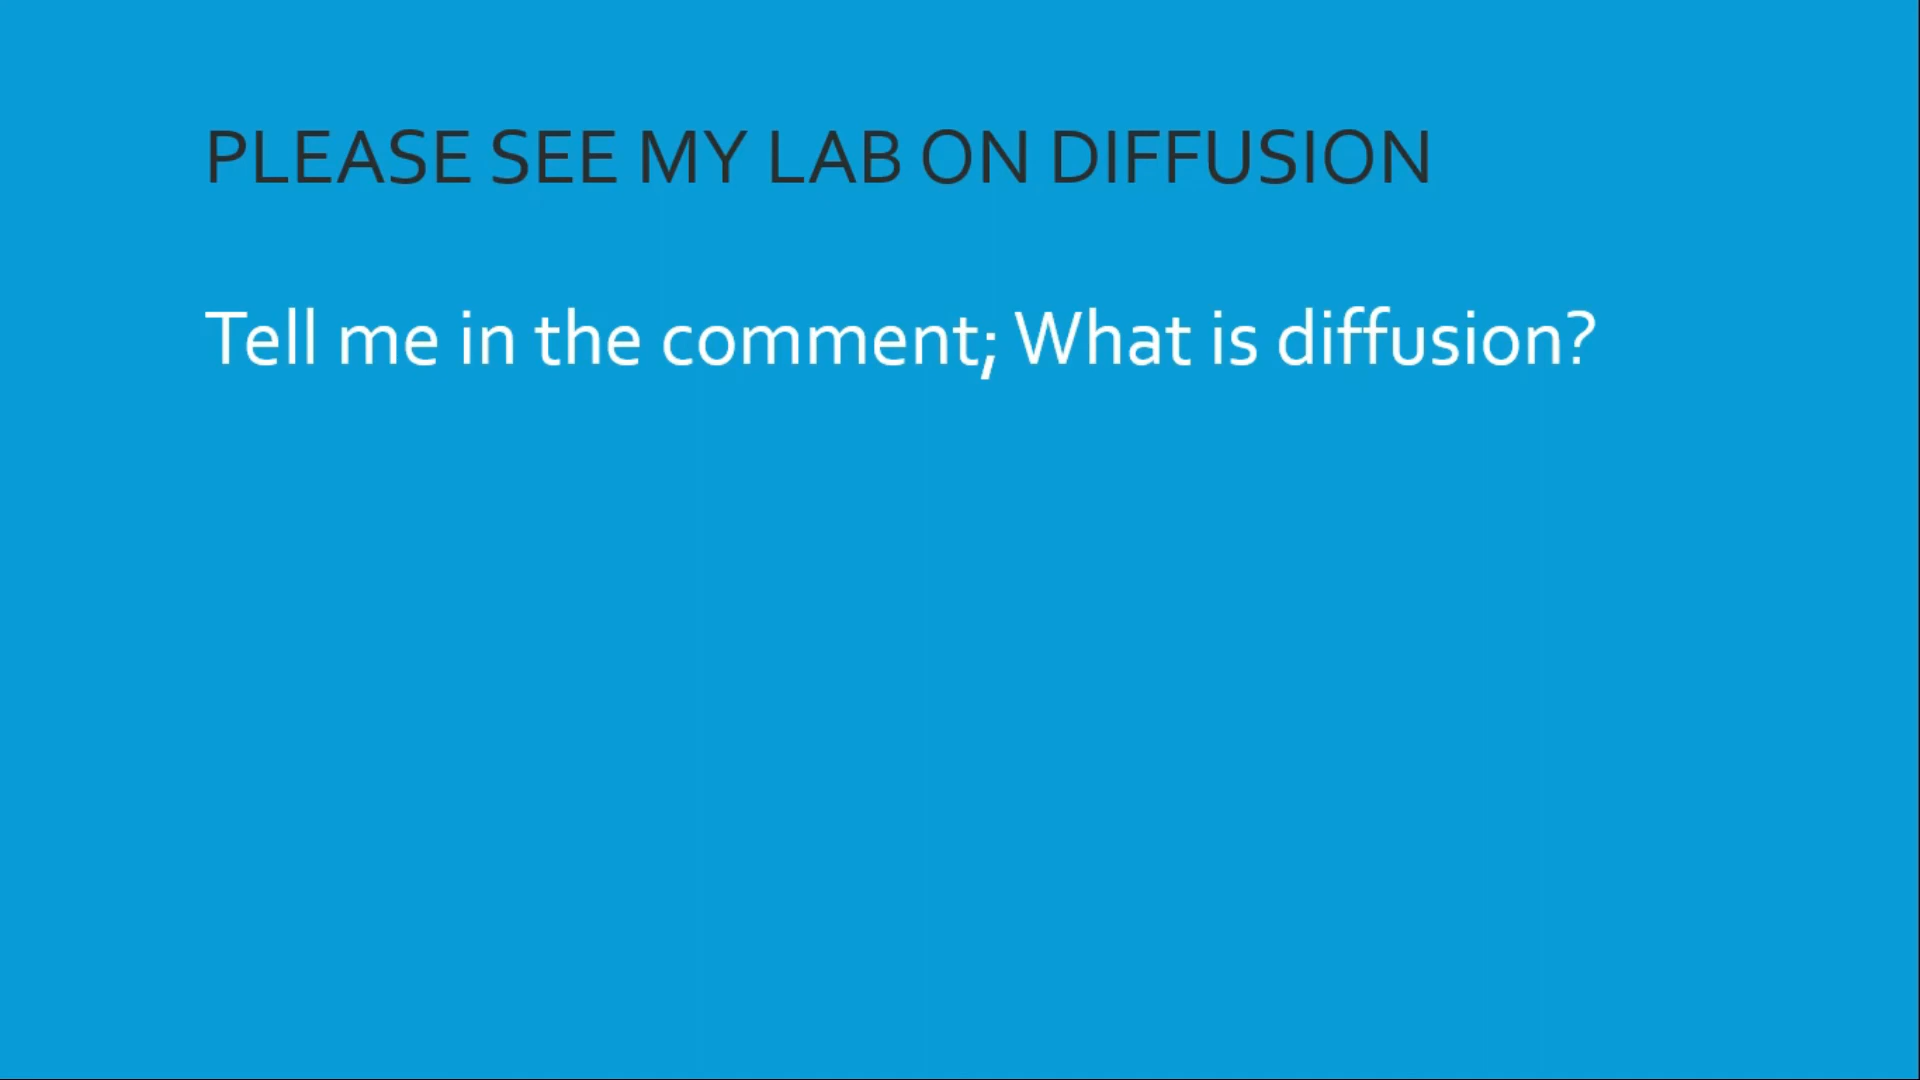 PLEASE SEE MY LAB ON DIFFUSION
Tell me in the comment; What is diffusion?